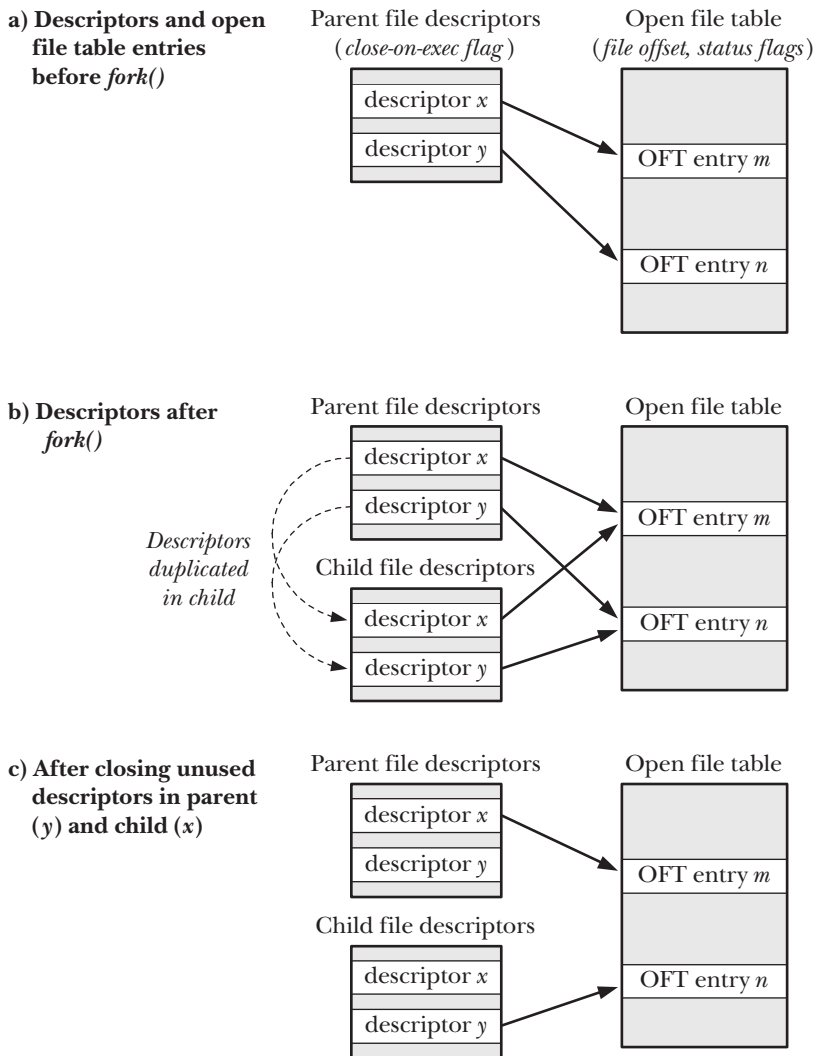 a) Descriptors and open
file table entries
before fork()
Parent file descriptors
(close-on-exec flag)
descriptor x
descriptor y
Open file table
(file offset, status flags)
OFT entry m
OFT entry n
b) Descriptors after
fork()
Descriptors
duplicated
in child
Parent file descriptors
descriptor x
descriptor y
Child file descriptors
descriptor x
descriptor y
Open file table
OFT entry m
OFT entry n
c) After closing unused
descriptors in parent
(y) and child (x)
Parent file descriptors
descriptor x
descriptor y
Child file descriptors
descriptor x
descriptor y
Open file table
OFT entry m
OFT entry n